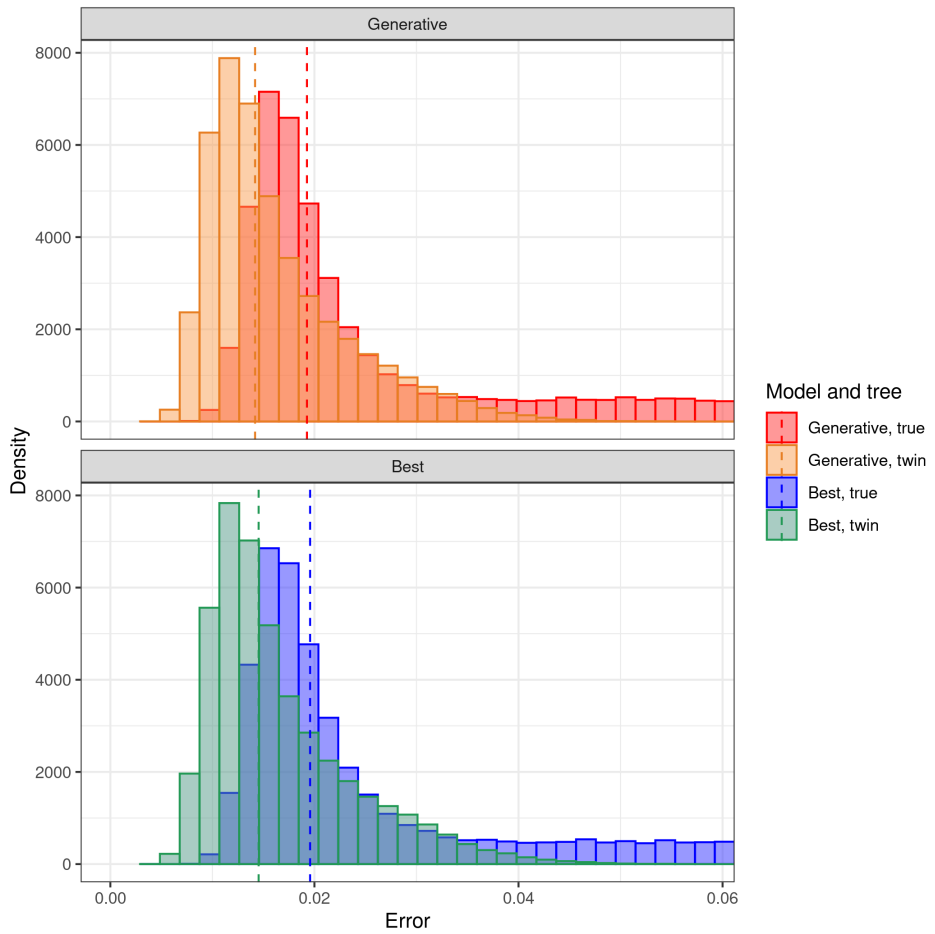 Generative
8000
6000
4000
2000
0
Best
8000
6000
4000
2000
0
0.00
0.02
0.04
0.06
Error
Density
Model and tree
Generative, true
Generative, twin
Best, true
Best, twin